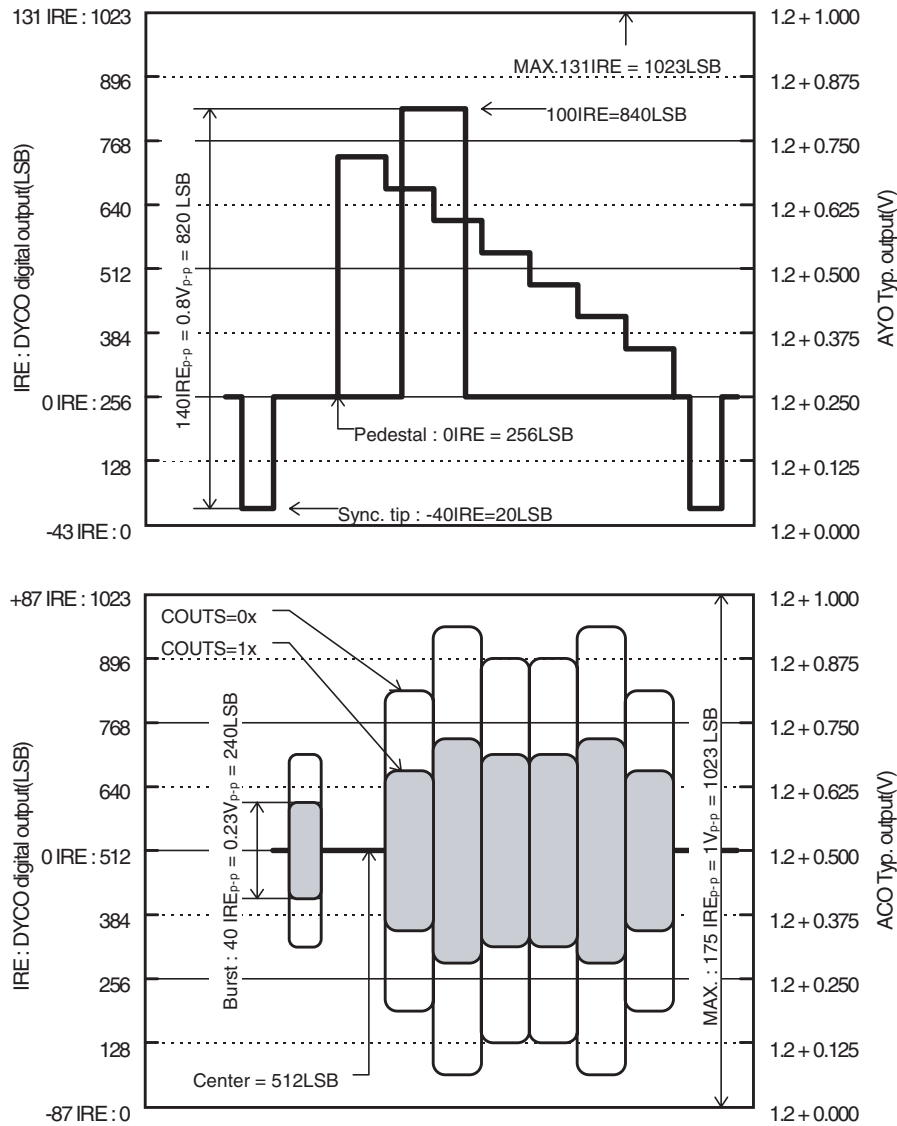 131 IRE : 1023
896
768
640
512
384
0 IRE : 256
128
-43 IRE : 0
IRE : DYCO digital output(LSB)
140IREp-p = 0.8Vp-p = 820 LSB
MAX.131IRE = 1023LSB
100IRE=840LSB
Pedestal : 0IRE = 256LSB
Sync. tip : -40IRE=20LSB
1.2 + 1.000
1.2 + 0.875
1.2 + 0.750
1.2 + 0.625
1.2 + 0.500
1.2 + 0.375
1.2 + 0.250
1.2 + 0.125
1.2 + 0.000
AYO Typ. output(V)
+87 IRE : 1023
896
768
640
0 IRE : 512
384
256
128
-87 IRE : 0
IRE : DYCO digital output(LSB)
COUTS=0x
COUTS=1x
Burst : 40 IREp-p = 0.23Vp-p = 240LSB
Center = 512LSB
MAX. : 175 IREp-p = 1Vp-p = 1023 LSB
1.2 + 1.000
1.2 + 0.875
1.2 + 0.750
1.2 + 0.625
1.2 + 0.500
1.2 + 0.375
1.2 + 0.250
1.2 + 0.125
1.2 + 0.000
ACO Typ. output(V)